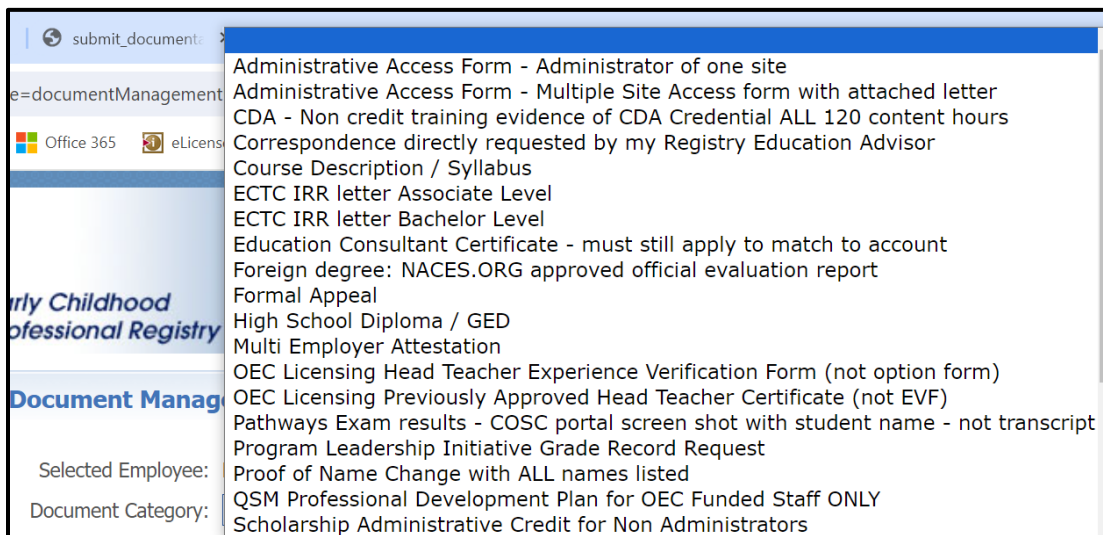 submit_documenta
e=documentManagement
Office 365 eLicens
arly Childhood
ofessional Registry
Document Manag
Selected Employee:
Document Category:
Administrative Access Form - Administrator of one site
Administrative Access Form - Multiple Site Access form with attached letter
CDA - Non credit training evidence of CDA Credential ALL 120 content hours
Correspondence directly requested by my Registry Education Advisor
Course Description / Syllabus
ECTC IRR letter Associate Level
ECTC IRR letter Bachelor Level
Education Consultant Certificate - must still apply to match to account
Foreign degree: NACES.ORG approved official evaluation report
Formal Appeal
High School Diploma / GED
Multi Employer Attestation
OEC Licensing Head Teacher Experience Verification Form (not option form)
OEC Licensing Previously Approved Head Teacher Certificate (not EVF)
Pathways Exam results - COSC portal screen shot with student name - not transcript
Program Leadership Initiative Grade Record Request
Proof of Name Change with ALL names listed
QSM Professional Development Plan for OEC Funded Staff ONLY
Scholarship Administrative Credit for Non Administrators